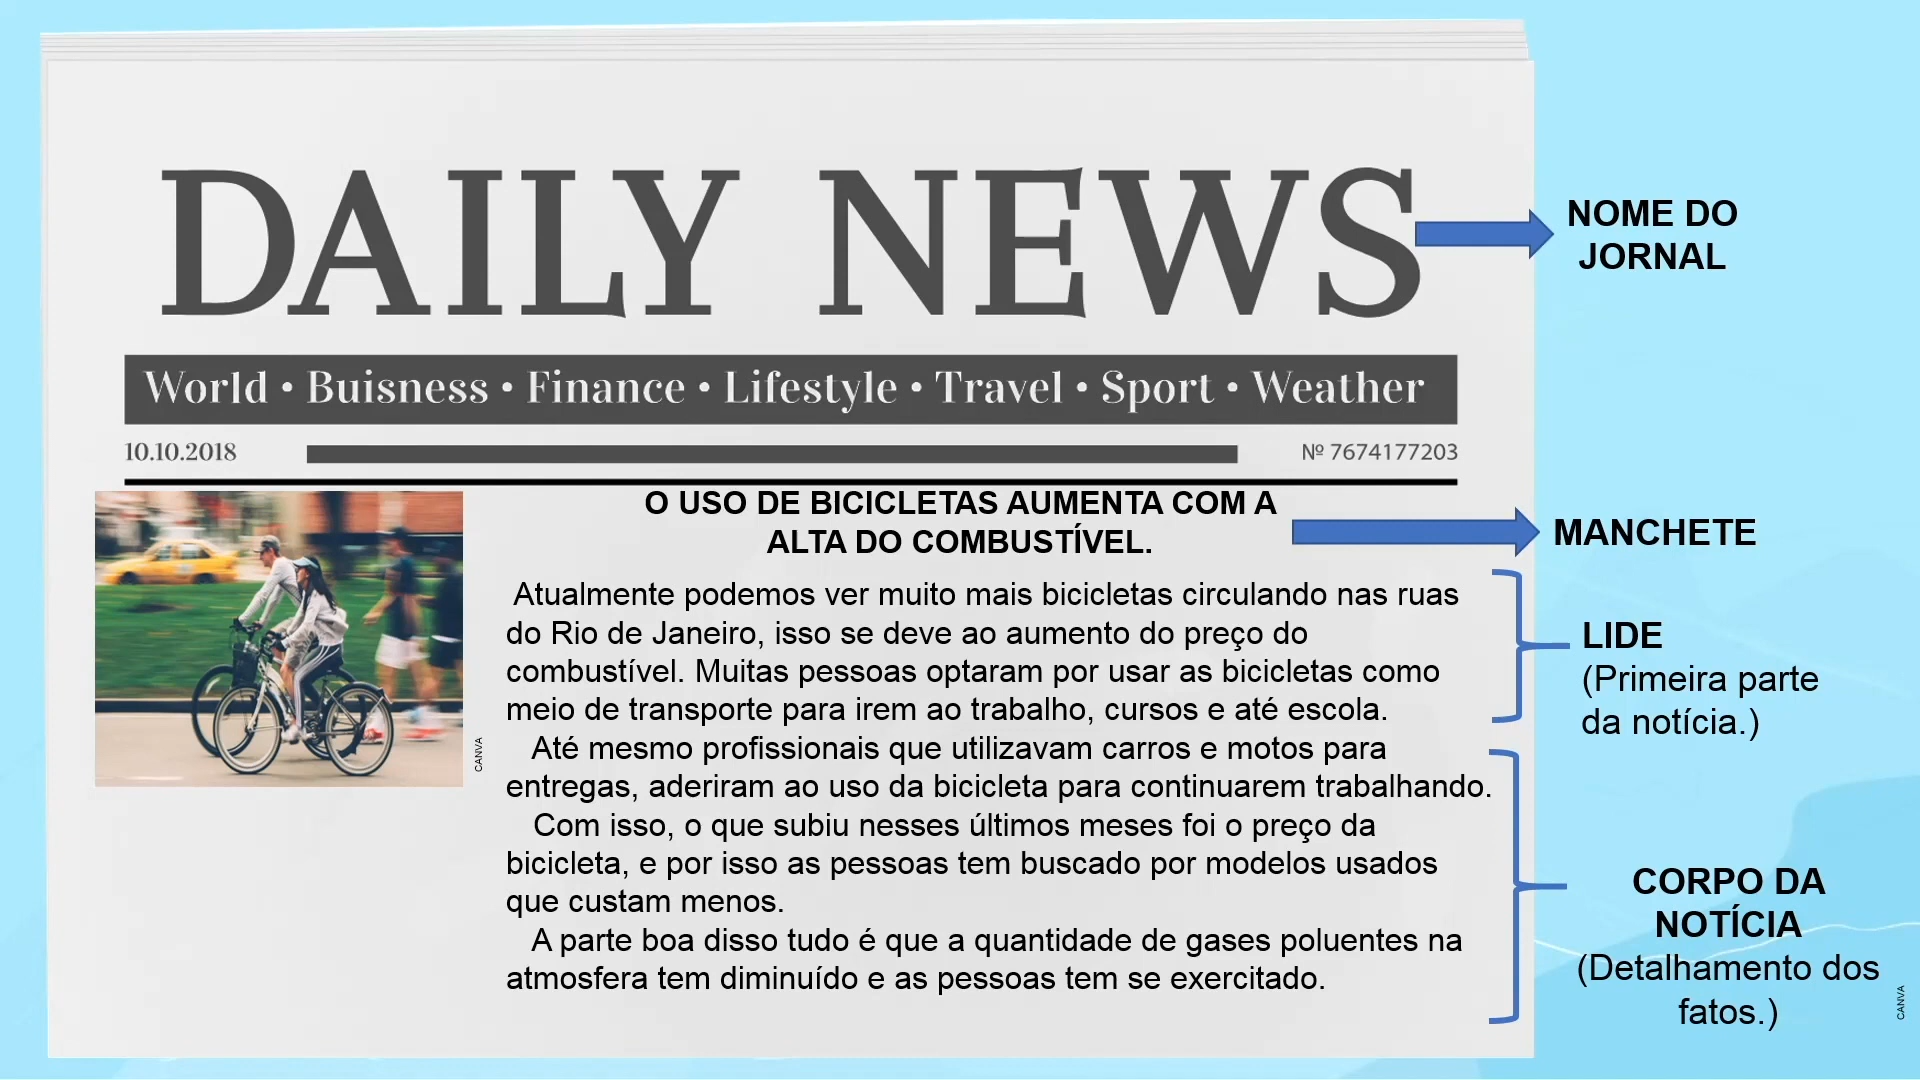 DAILY NEWS
NOME DO
JORNAL
World • Buisness • Finance • Lifestyle • Travel • Sport • Weather
10.10.2018
Nº 7674177203
O USO DE BICICLETAS AUMENTA COM A
ALTA DO COMBUSTÍVEL.
MANCHETE
Atualmente podemos ver muito mais bicicletas circulando nas ruas
do Rio de Janeiro, isso se deve ao aumento do preço do
combustível. Muitas pessoas optaram por usar as bicicletas como
meio de transporte para irem ao trabalho, cursos e até escola.
LIDE
(Primeira parte
da notícia.)
CANVA
Até mesmo profissionais que utilizavam carros e motos para
entregas, aderiram ao uso da bicicleta para continuarem trabalhando.
Com isso, o que subiu nesses últimos meses foi o preço da
bicicleta, e por isso as pessoas tem buscado por modelos usados
que custam menos.
A parte boa disso tudo é que a quantidade de gases poluentes na
atmosfera tem diminuído e as pessoas tem se exercitado.
CORPO DA
NOTÍCIA
(Detalhamento dos
fatos.)
CANVA